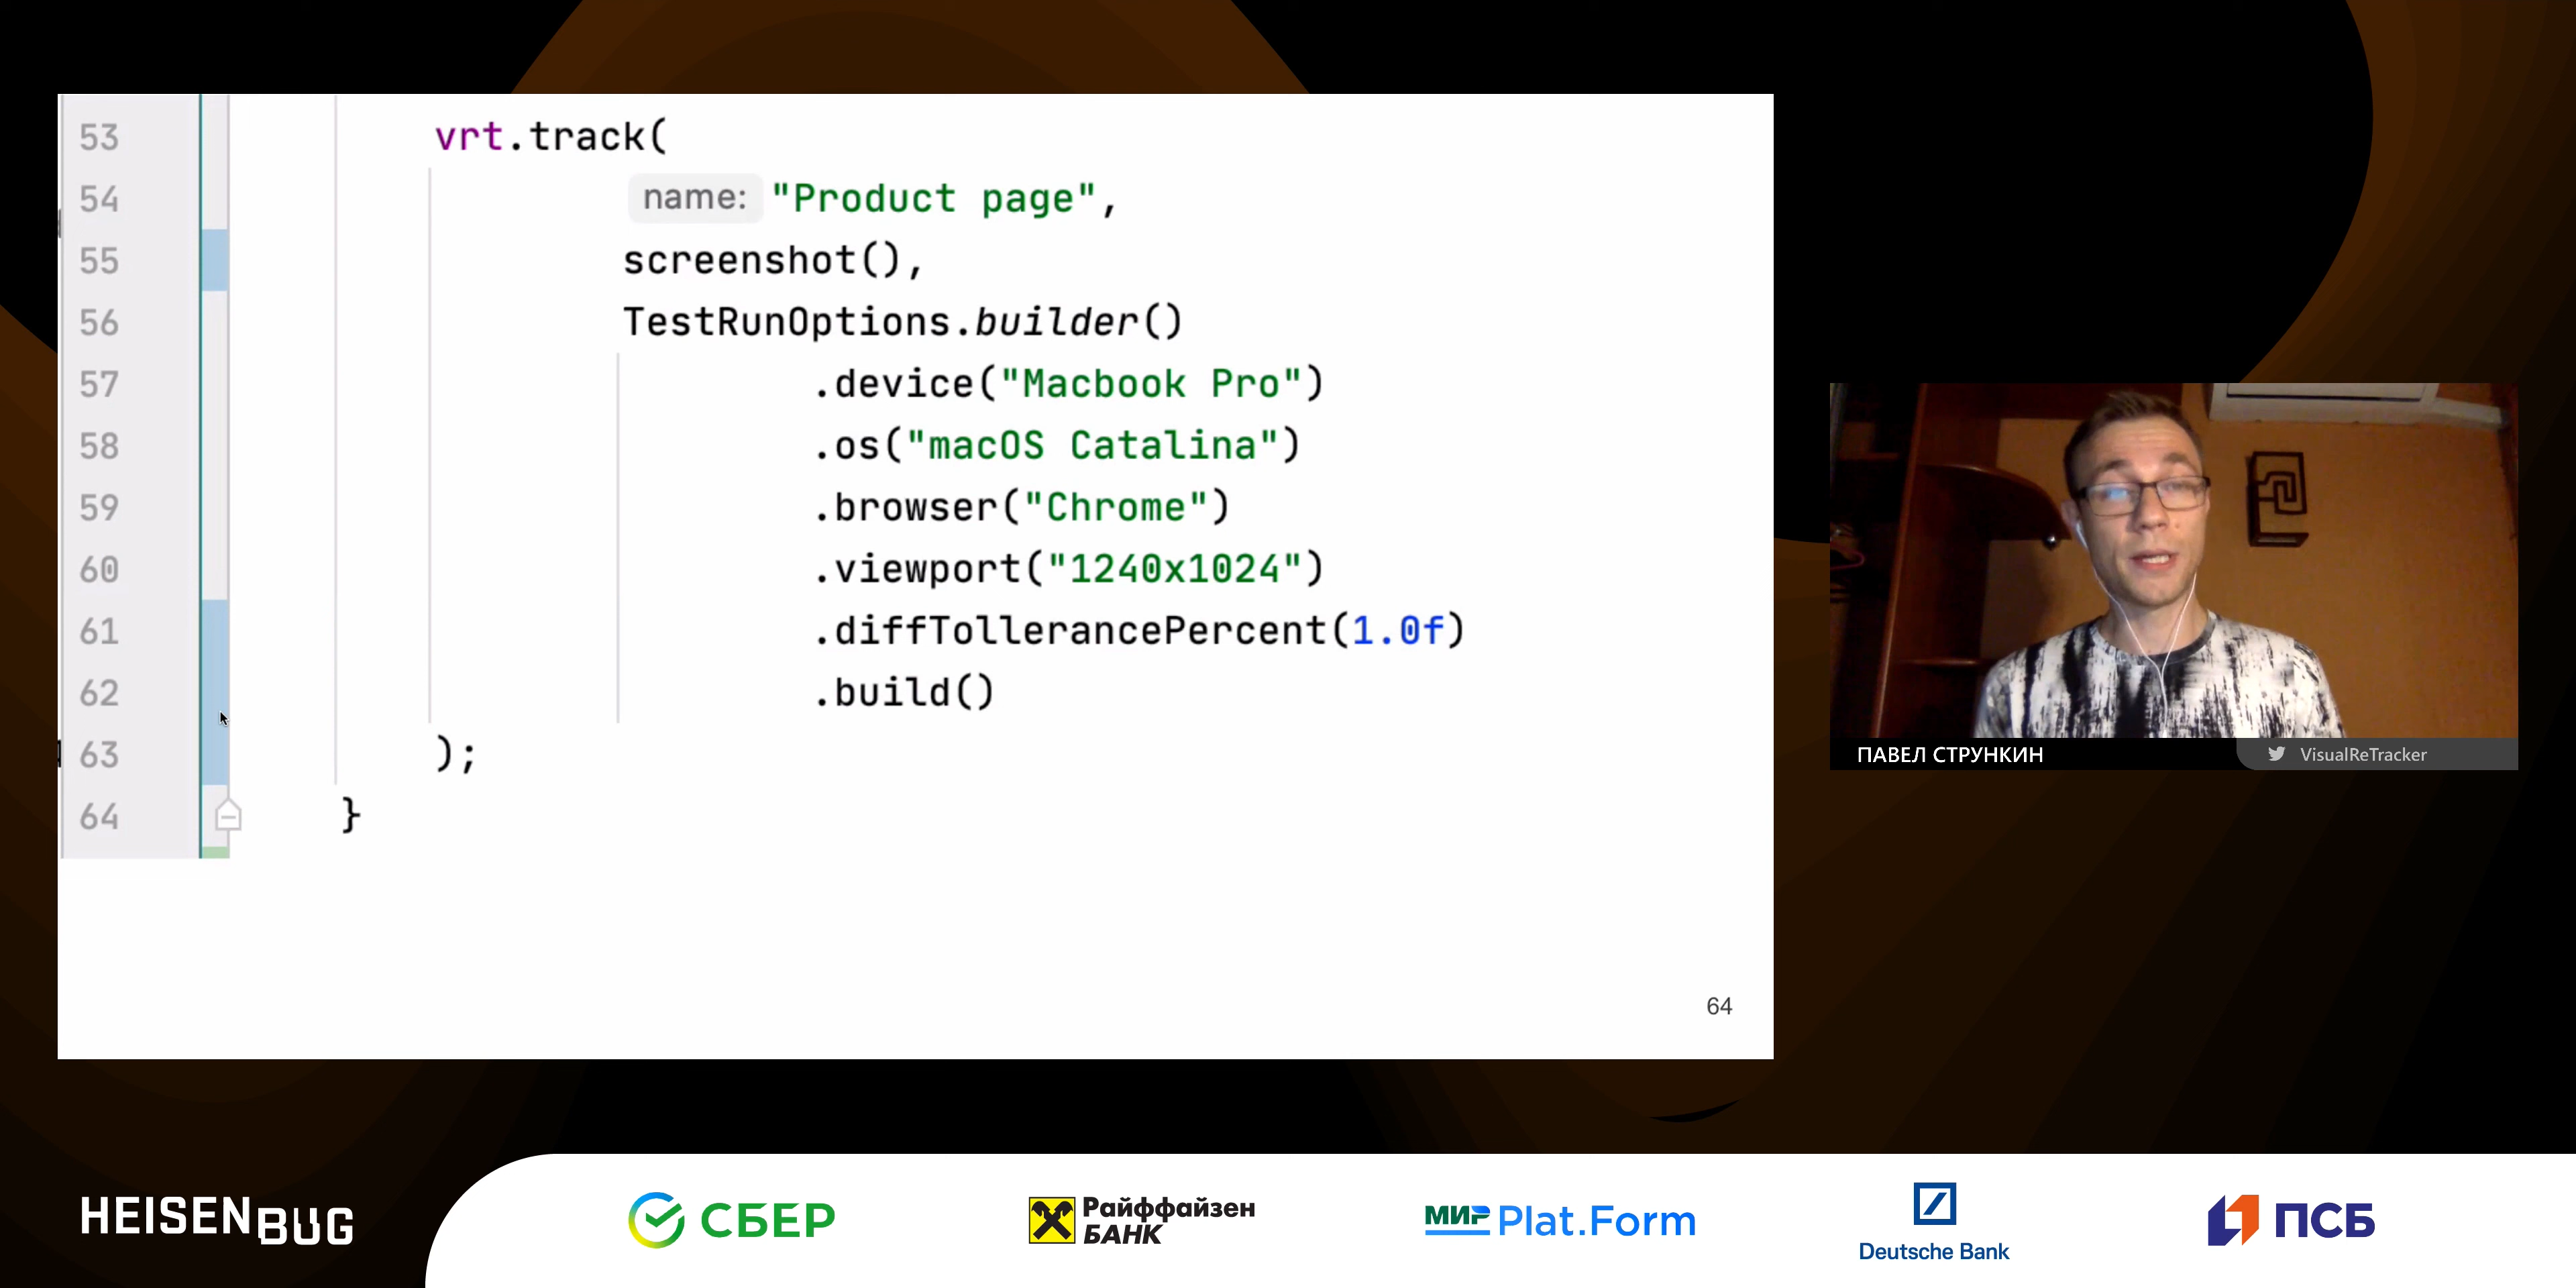 53 vrt.track(
54 name: "Product page",
55 screenshot(),
56 TestRunOptions.builder()
57 .device("Macbook Pro")
58 .os("macOS Catalina")
59 .browser("Chrome")
60 .viewport("1240x1024")
61 .diffTollerancePercent(1.0f)
62 .build()
63 );
64 }
64
ПАВЕЛ СТРУНКИН
VisualReTracker
HEISENBUG
СБЕР
Райффайзен
БАНК
МИР Plat.Form
Deutsche Bank
ПСБ